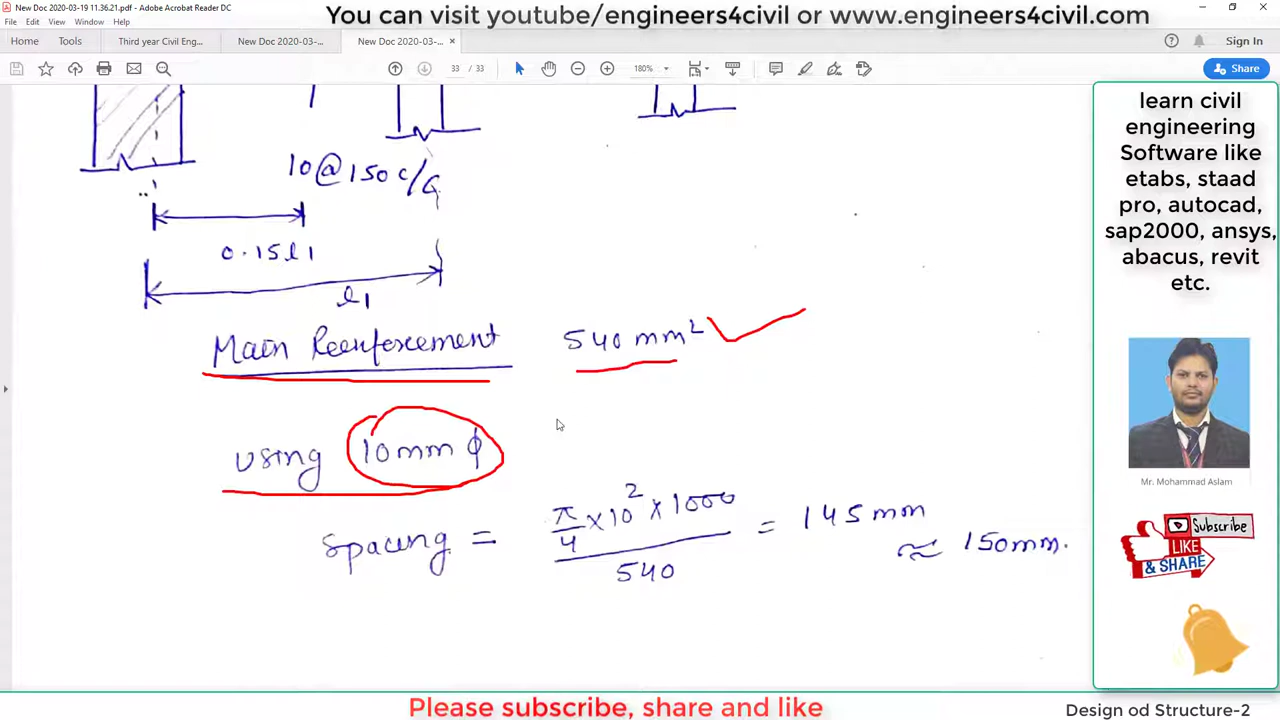 New Doc 2020-03-19 11.36.21.pdf - Adobe Acrobat Reader DC
You can visit youtube/engineers4civil or www.engineers4civil.com
File Edit View Window Help
Home Tools Third year Civil Eng... New Doc 2020-03-... New Doc 2020-03-... × Sign In
33 / 33 180% Share
10@150 c/c
0.15l1
l1
Main Reenforcement 540 mm²
using 10mm ϕ
Spacing = π/4 × 10² × 1000 / 540 = 145 mm
≈ 150mm.
learn civil
engineering
Software like
etabs, staad
pro, autocad,
sap2000, ansys,
abacus, revit
etc.
Mr. Mohammad Aslam
Subscribe
LIKE
& SHARE
Please subscribe, share and like
Design od Structure-2